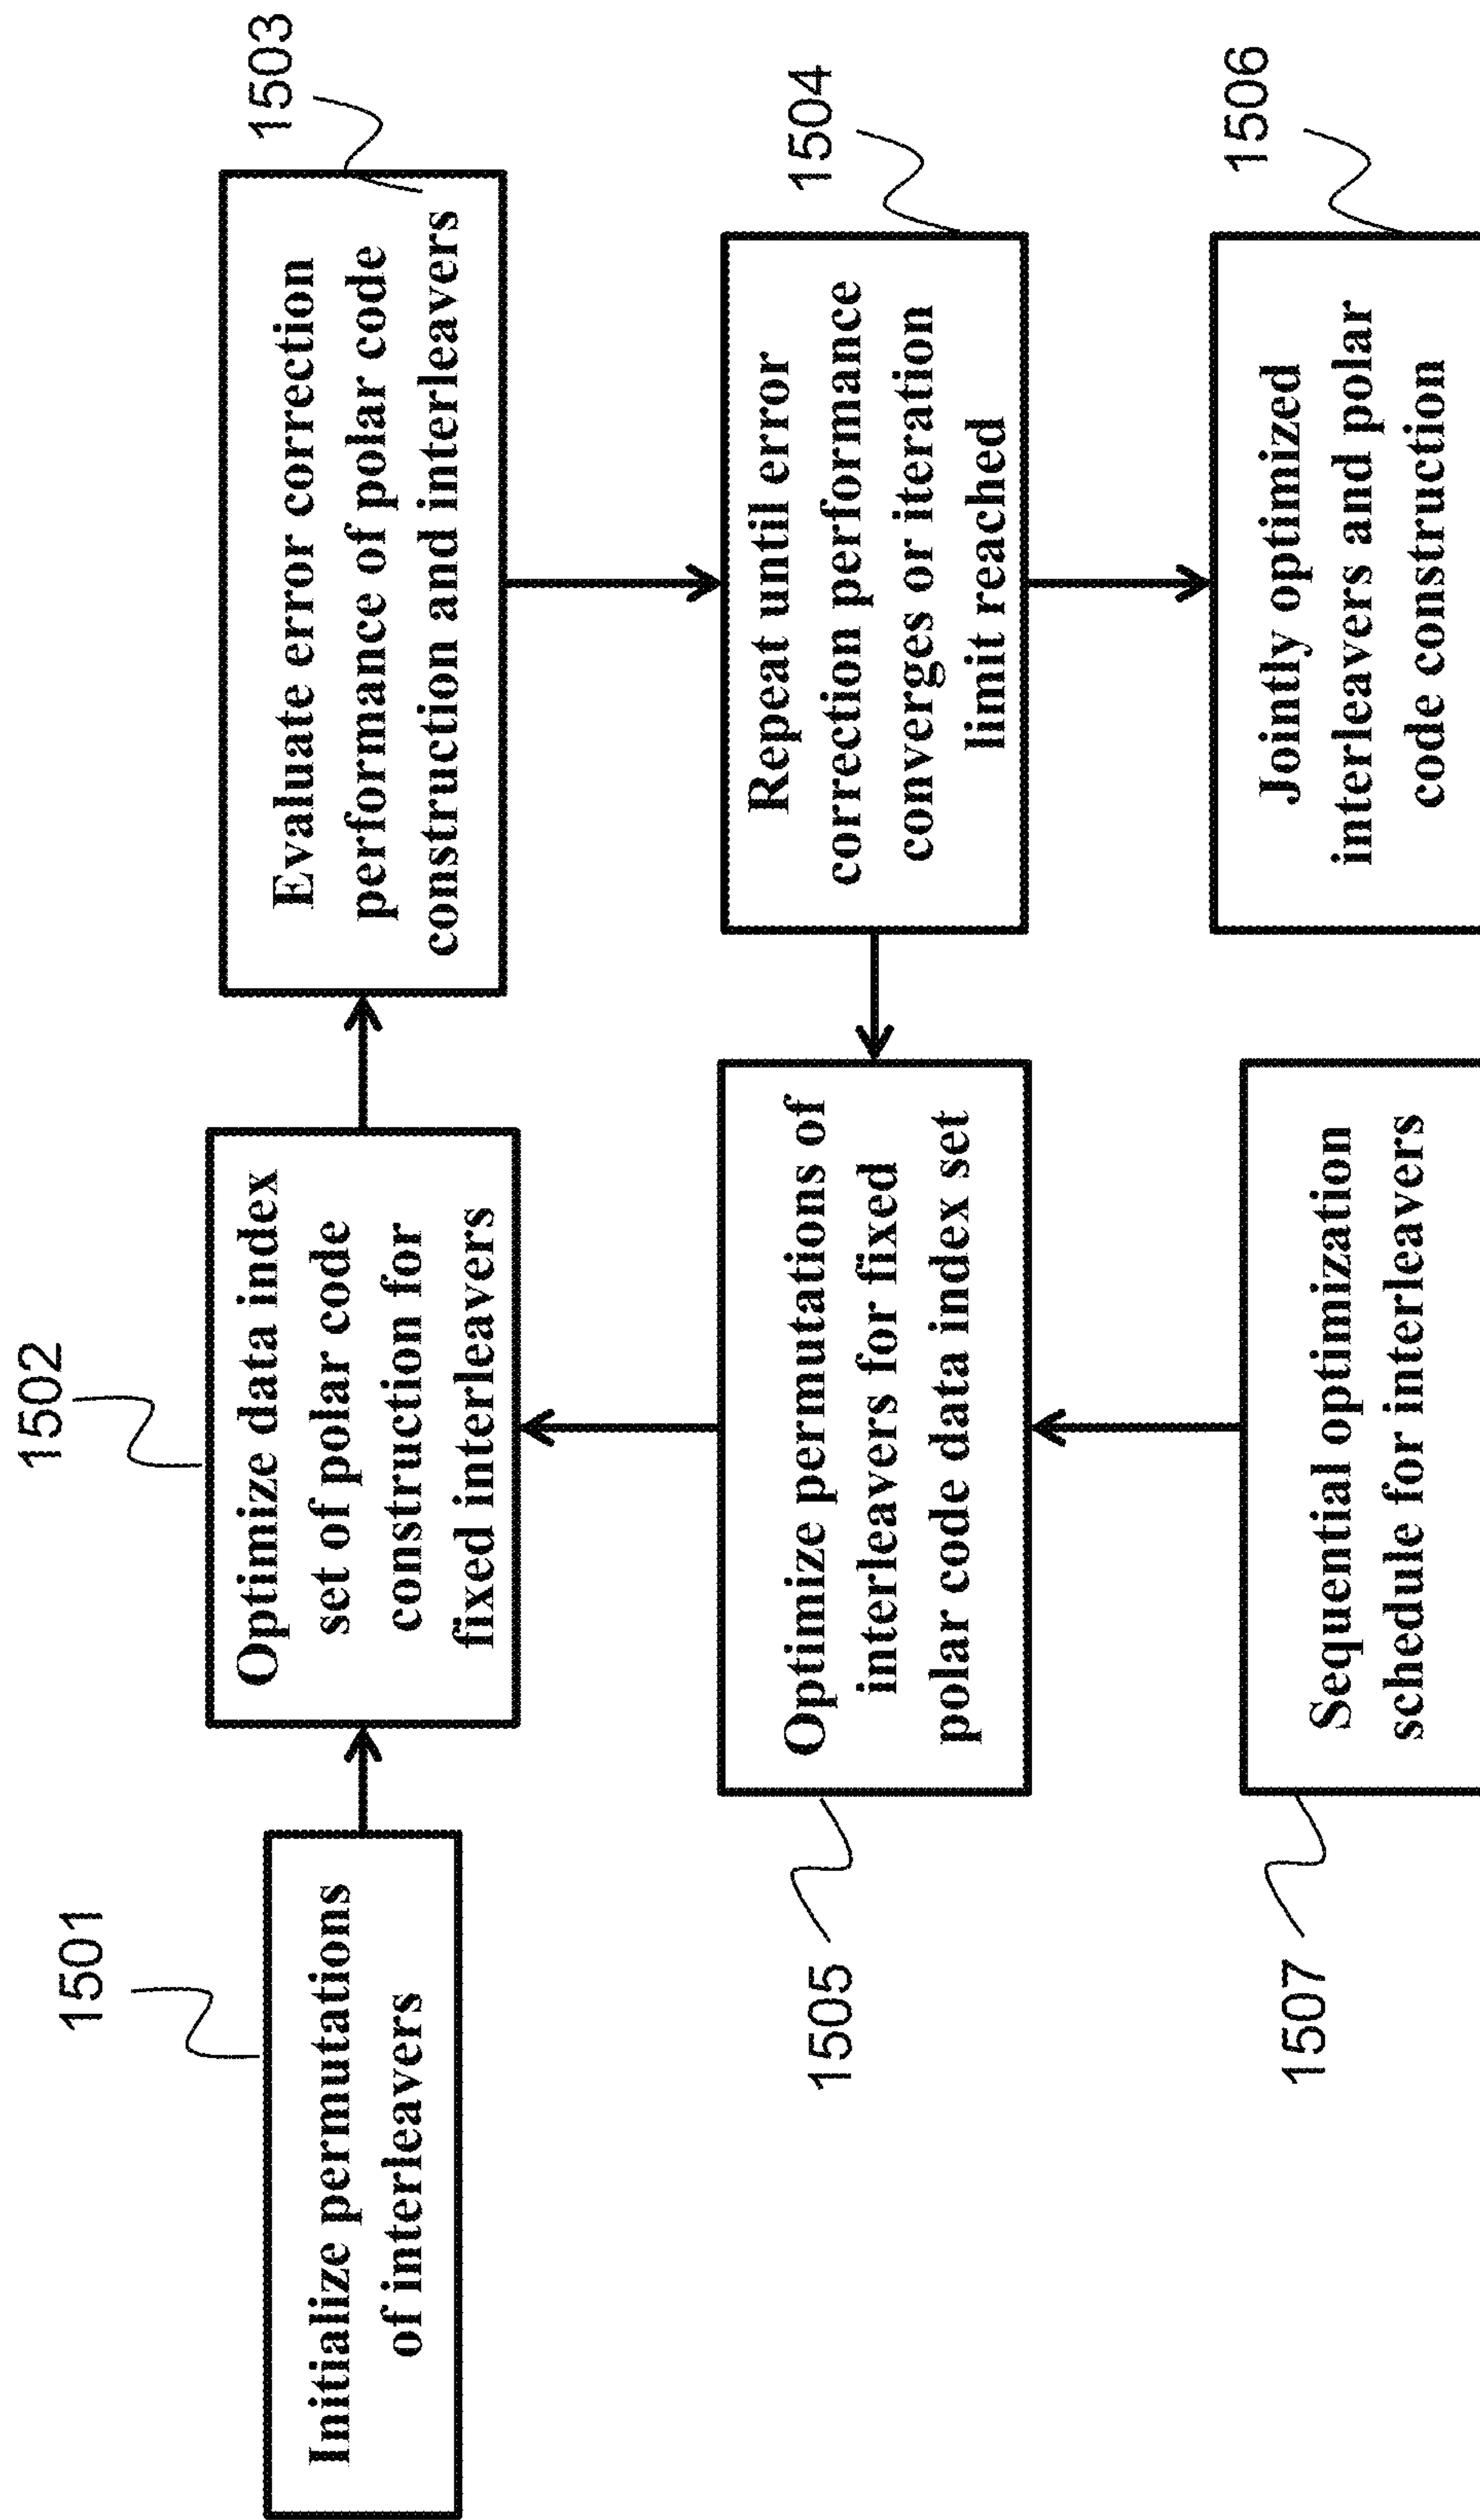 1501
Initialize permutations
of interleavers
1502
Optimize data index
set of polar code
construction for
fixed interleavers
1503
Evaluate error correction
performance of polar code
construction and interleavers
1504
Repeat until error
correction performance
converges or iteration
limit reached
1505
Optimize permutations of
interleavers for fixed
polar code data index set
1506
Jointly optimized
interleavers and polar
code construction
1507
Sequential optimization
schedule for interleavers